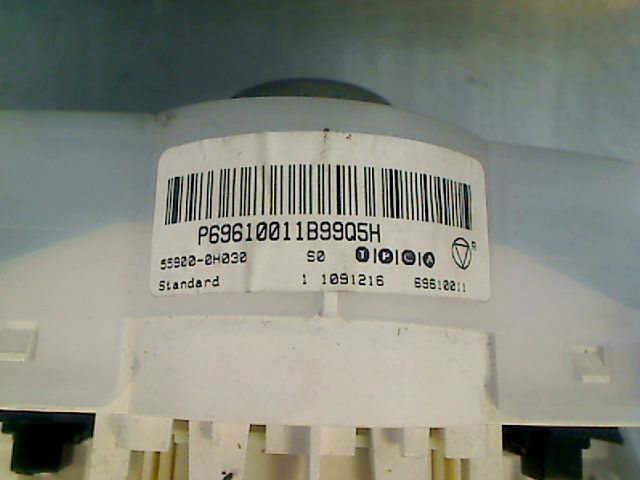 P69610011B99Q5H
55900-0H030 S0 T|P|C|A R
Standard 1 1091216 69610011